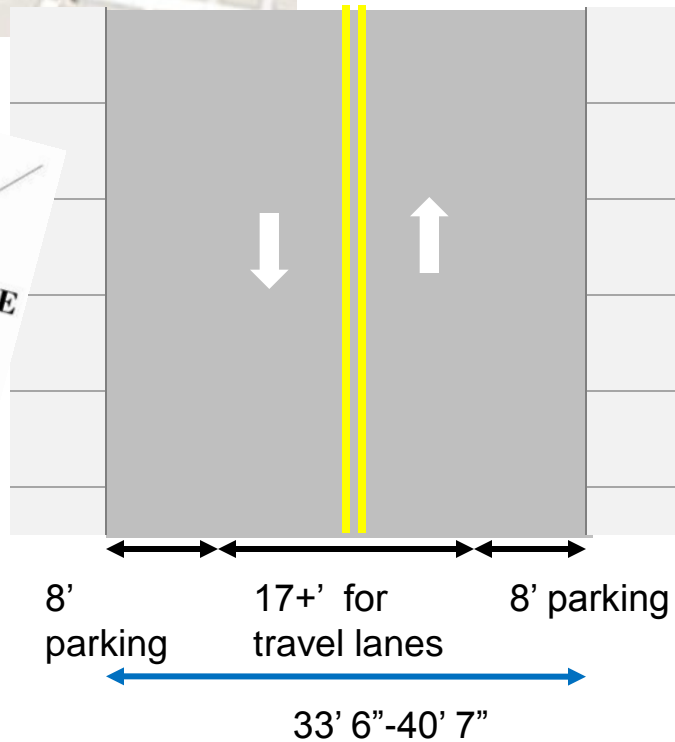 E
8’
parking
17+’ for
travel lanes
8’ parking
33’ 6”-40’ 7”